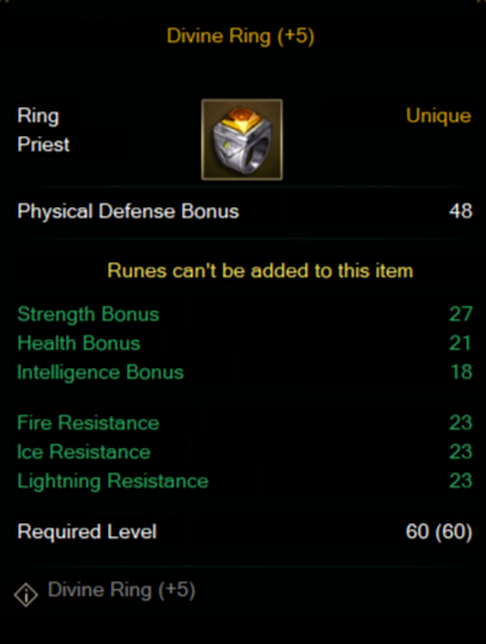 Divine Ring (+5)
Ring Unique
Priest
Physical Defense Bonus 48
Runes can't be added to this item
Strength Bonus 27
Health Bonus 21
Intelligence Bonus 18
Fire Resistance 23
Ice Resistance 23
Lightning Resistance 23
Required Level 60 (60)
Divine Ring (+5)